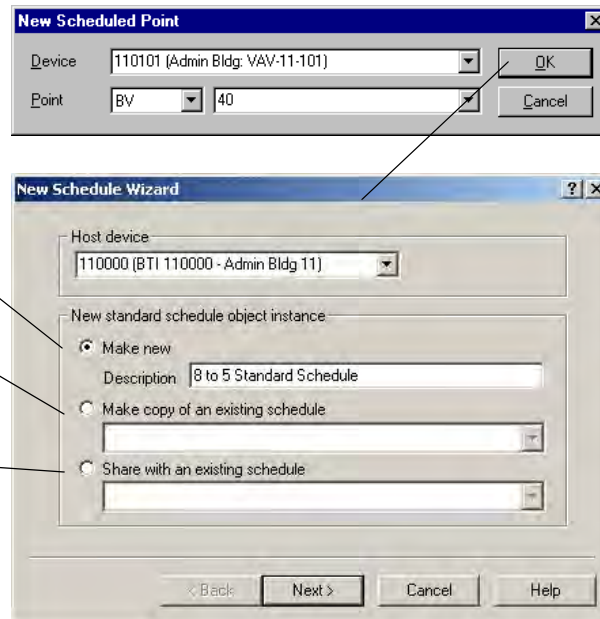 New Scheduled Point
Device 110101 (Admin Bldg: VAV-11-101) OK
Point BV 40 Cancel
New Schedule Wizard
Host device
110000 (BTI 110000 - Admin Bldg 11)
New standard schedule object instance
Make new
Description 8 to 5 Standard Schedule
Make copy of an existing schedule
Share with an existing schedule
< Back Next > Cancel Help